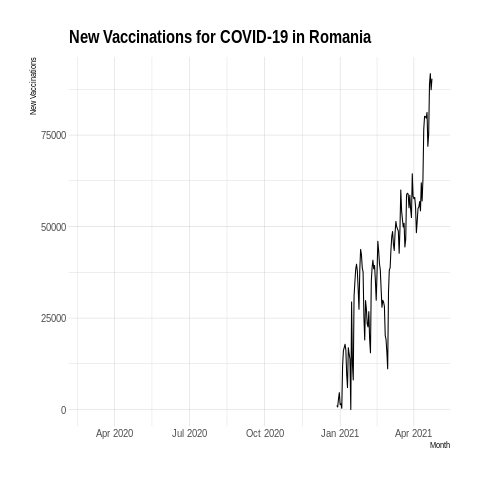 New Vaccinations for COVID-19 in Romania
New Vaccinations
75000
50000
25000
0
Apr 2020 Jul 2020 Oct 2020 Jan 2021 Apr 2021
Month